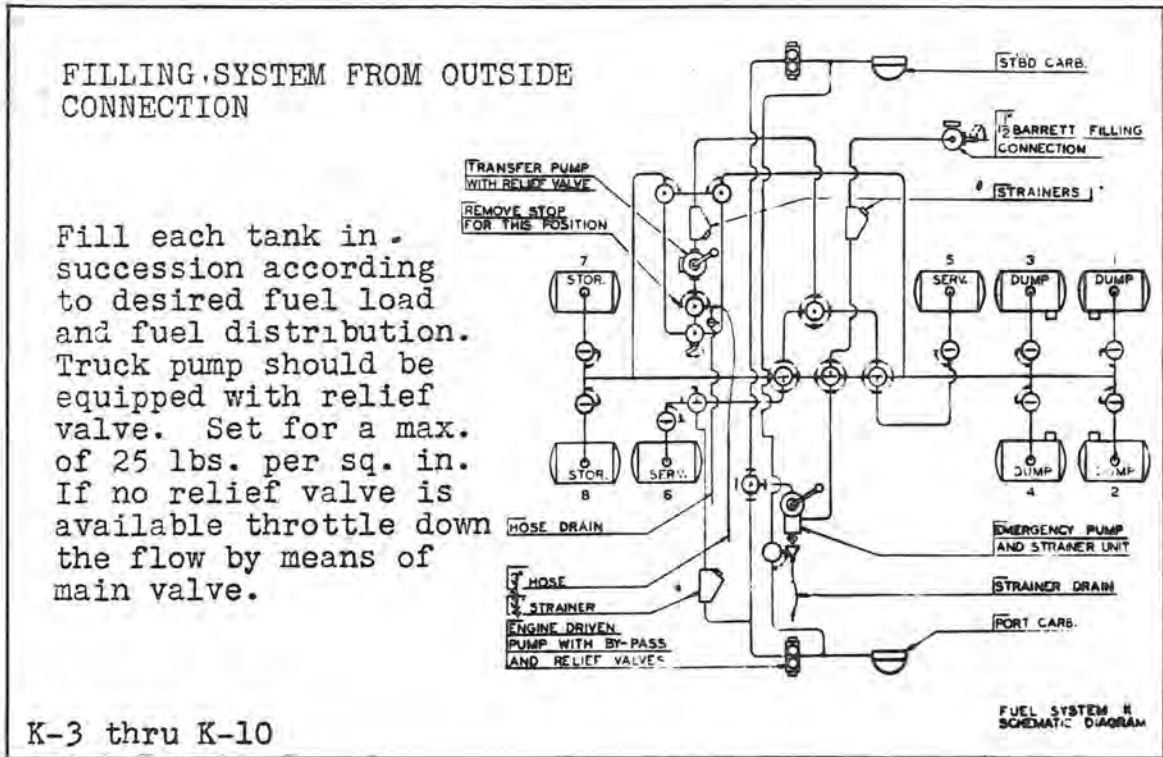 FILLING SYSTEM FROM OUTSIDE
CONNECTION
Fill each tank in
succession according
to desired fuel load
and fuel distribution.
Truck pump should be
equipped with relief
valve. Set for a max.
of 25 lbs. per sq. in.
If no relief valve is
available throttle down
the flow by means of
main valve.
K-3 thru K-10
TRANSFER PUMP
WITH RELIEF VALVE
REMOVE STOP
FOR THIS POSITION
7
STOR.
STOR.
8
SERV.
6
HOSE DRAIN
HOSE
STRAINER
ENGINE DRIVEN
PUMP WITH BY-PASS
AND RELIEF VALVES
STBD CARB.
1½" BARRETT FILLING
CONNECTION
STRAINERS
5
SERV.
3
DUMP
1
DUMP
DUMP
4
DUMP
2
EMERGENCY PUMP
AND STRAINER UNIT
STRAINER DRAIN
PORT CARB.
FUEL SYSTEM K
SCHEMATIC DIAGRAM